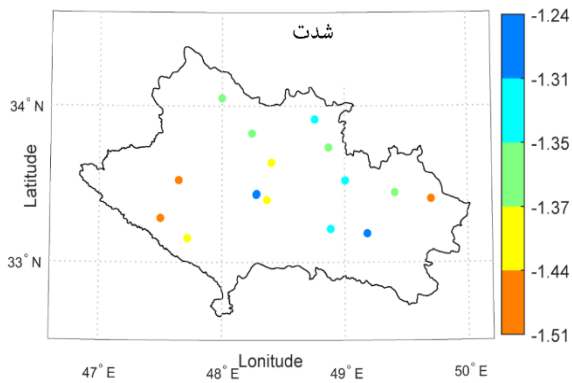 شدت
-1.24
-1.31
-1.35
-1.37
-1.44
-1.51
34° N
33° N
Latitude
47° E
48° E
49° E
50° E
Lonitude